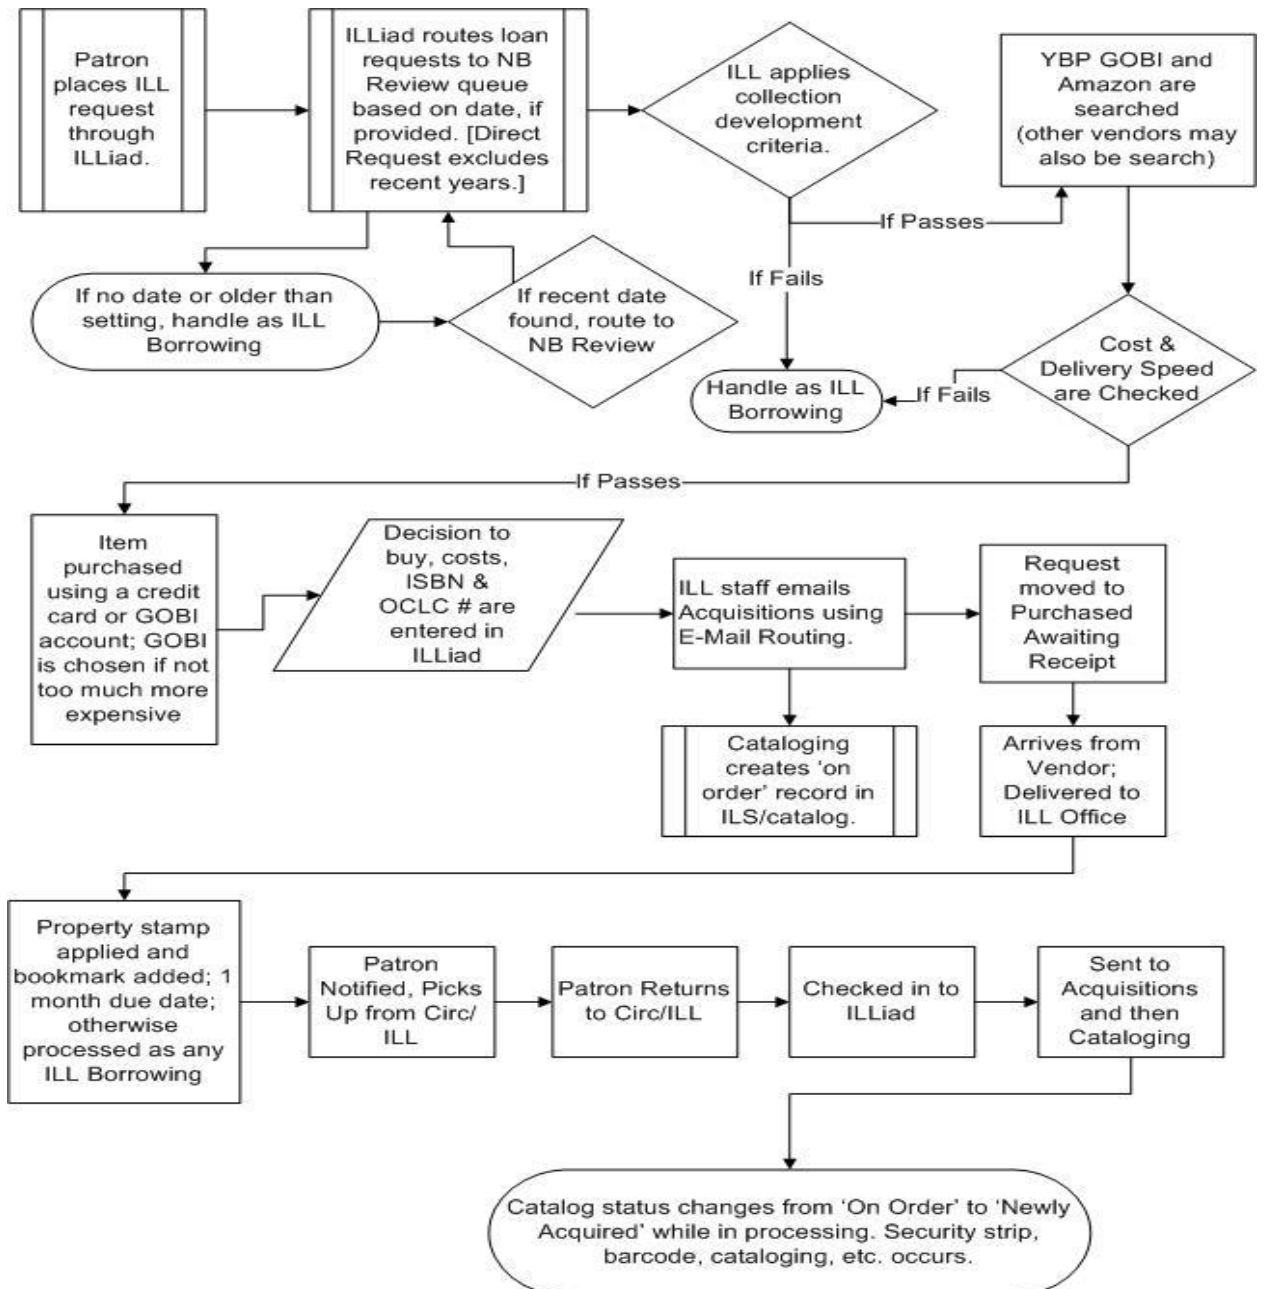 Patron
places ILL
request
through
ILLiad.
ILLiad routes loan
requests to NB
Review queue
based on date, if
provided. [Direct
Request excludes
recent years.]
ILL applies
collection
development
criteria.
YBP GOBI and
Amazon are
searched
(other vendors may
also be search)
If Passes
If Fails
If no date or older than
setting, handle as ILL
Borrowing
If recent date
found, route to
NB Review
Cost &
Delivery Speed
are Checked
If Fails
Handle as ILL
Borrowing
If Passes
Item
purchased
using a credit
card or GOBI
account; GOBI
is chosen if not
too much more
expensive
Decision to
buy, costs,
ISBN &
OCLC # are
entered in
ILLiad
ILL staff emails
Acquisitions using
E-Mail Routing.
Request
moved to
Purchased
Awaiting
Receipt
Cataloging
creates ‘on
order’ record in
ILS/catalog.
Arrives from
Vendor;
Delivered to
ILL Office
Property stamp
applied and
bookmark added; 1
month due date;
otherwise
processed as any
ILL Borrowing
Patron
Notified, Picks
Up from Circ/
ILL
Patron Returns
to Circ/ILL
Checked in to
ILLiad
Sent to
Acquisitions
and then
Cataloging
Catalog status changes from ‘On Order’ to ‘Newly
Acquired’ while in processing. Security strip,
barcode, cataloging, etc. occurs.